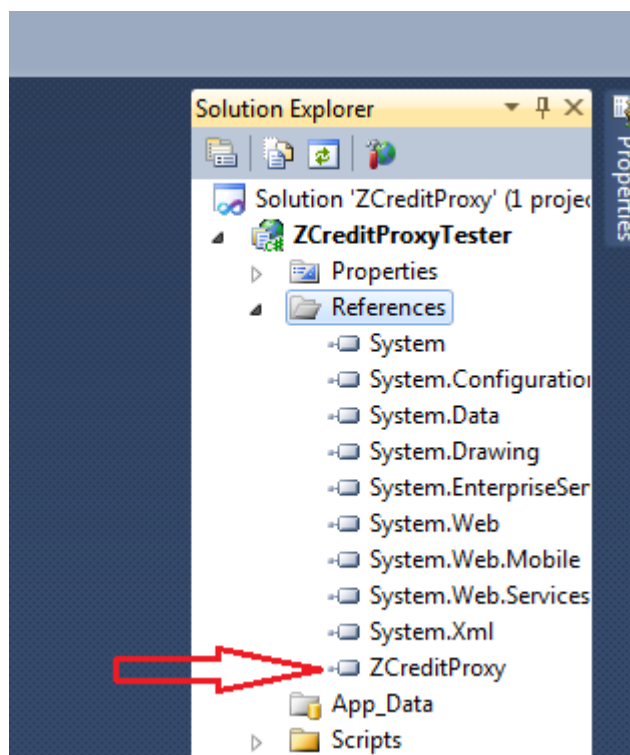 Solution Explorer
Properties
Solution 'ZCreditProxy' (1 projec
ZCreditProxyTester
Properties
References
System
System.Configuration
System.Data
System.Drawing
System.EnterpriseSer
System.Web
System.Web.Mobile
System.Web.Services
System.Xml
ZCreditProxy
App_Data
Scripts